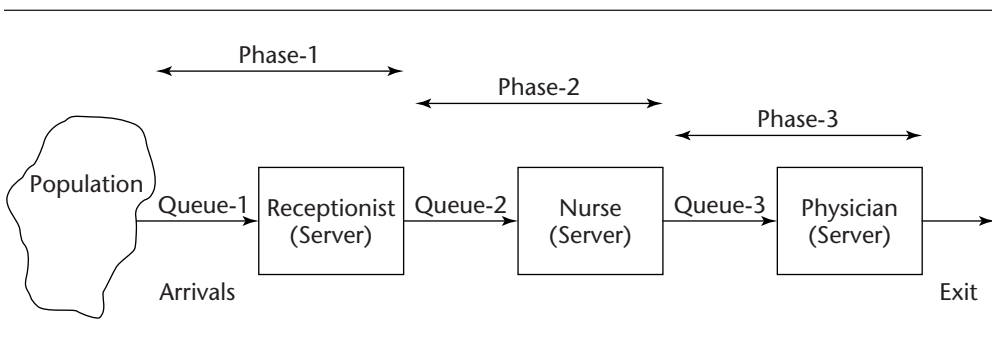 Phase-1
Phase-2
Phase-3
Population
Queue-1
Receptionist
(Server)
Queue-2
Nurse
(Server)
Queue-3
Physician
(Server)
Arrivals
Exit